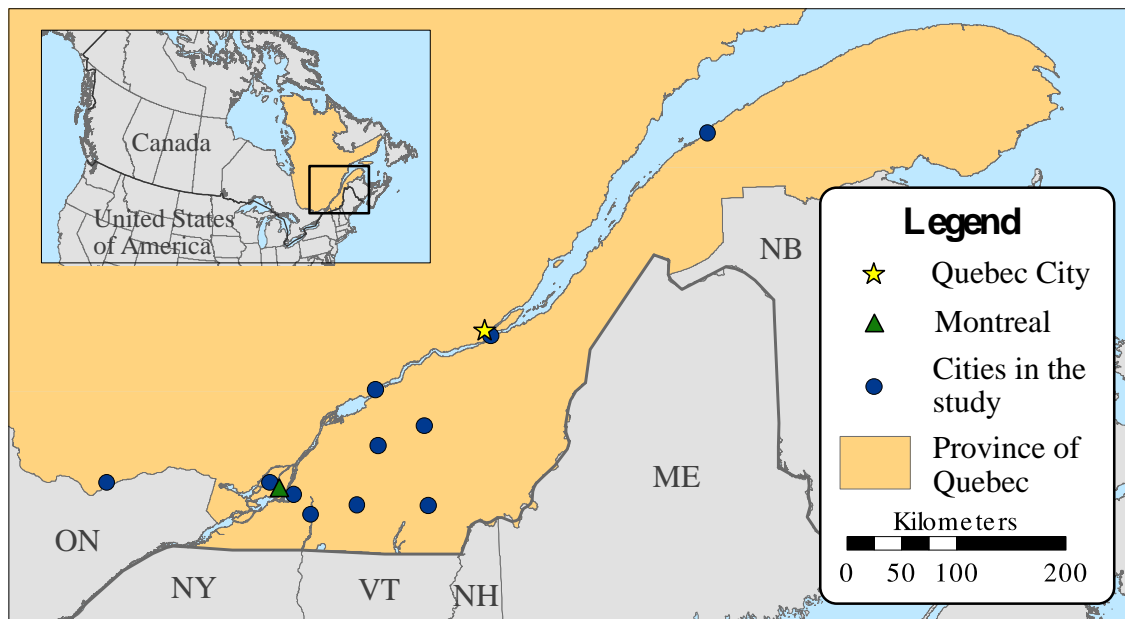 Canada
United States
of America
NB
ME
ON
NY
VT
NH
Legend
Quebec City
Montreal
Cities in the
study
Province of
Quebec
Kilometers
0 50 100 200